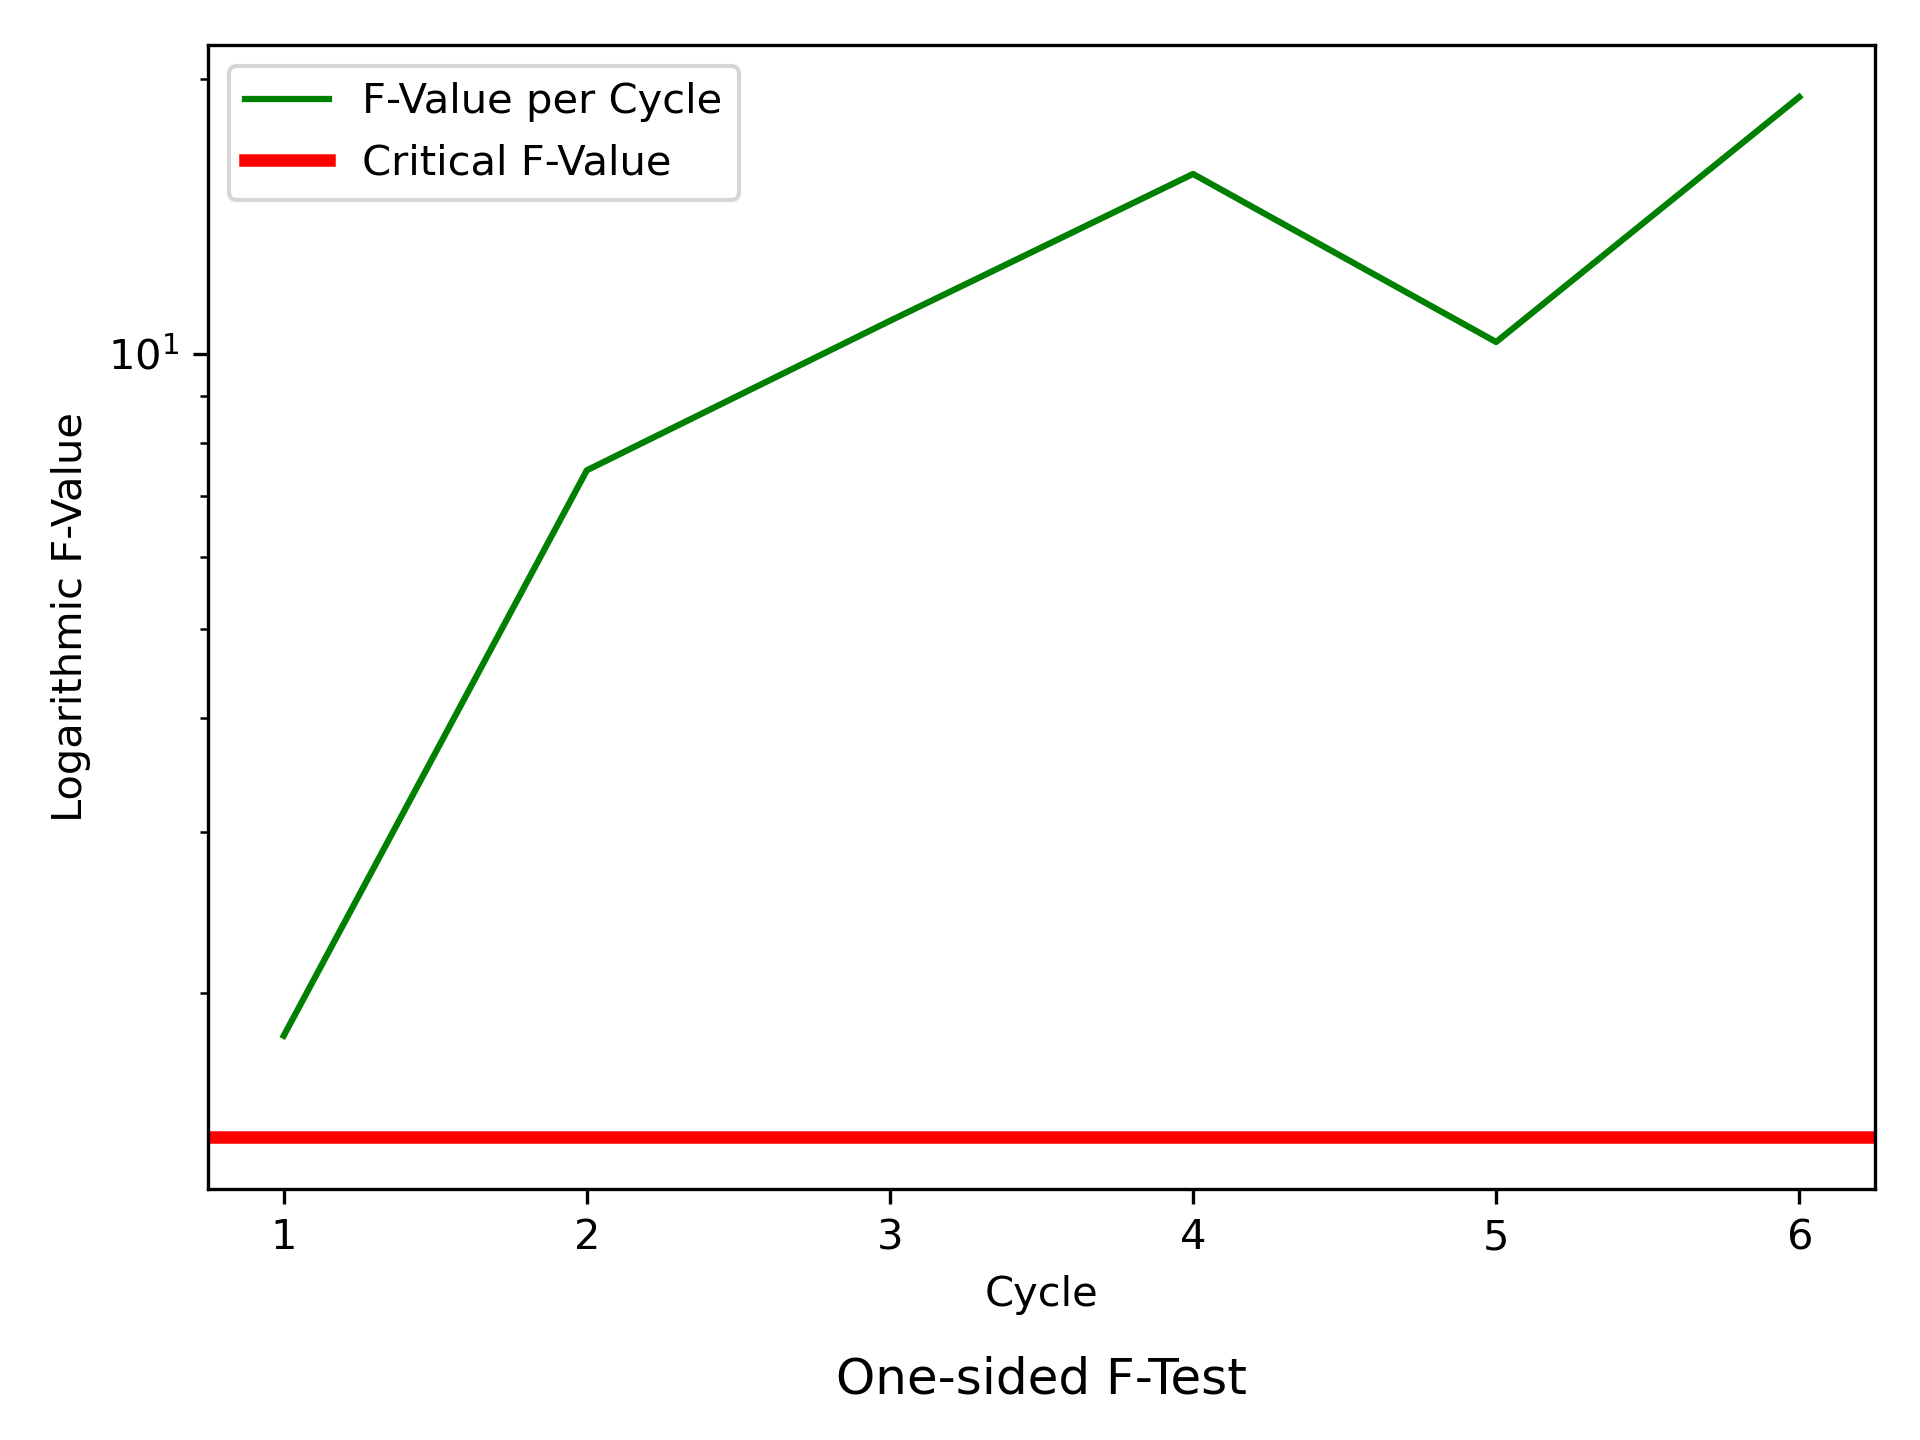 F-Value per Cycle
Critical F-Value
10¹
Logarithmic F-Value
1 2 3 4 5 6
Cycle
One-sided F-Test